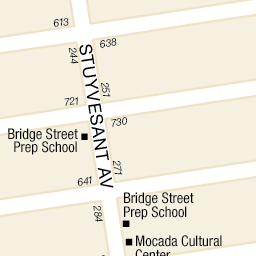 613
638
244
STUYVESANT AV
251
721
730
Bridge Street
Prep School
271
641
284
Bridge Street
Prep School
Mocada Cultural
Center